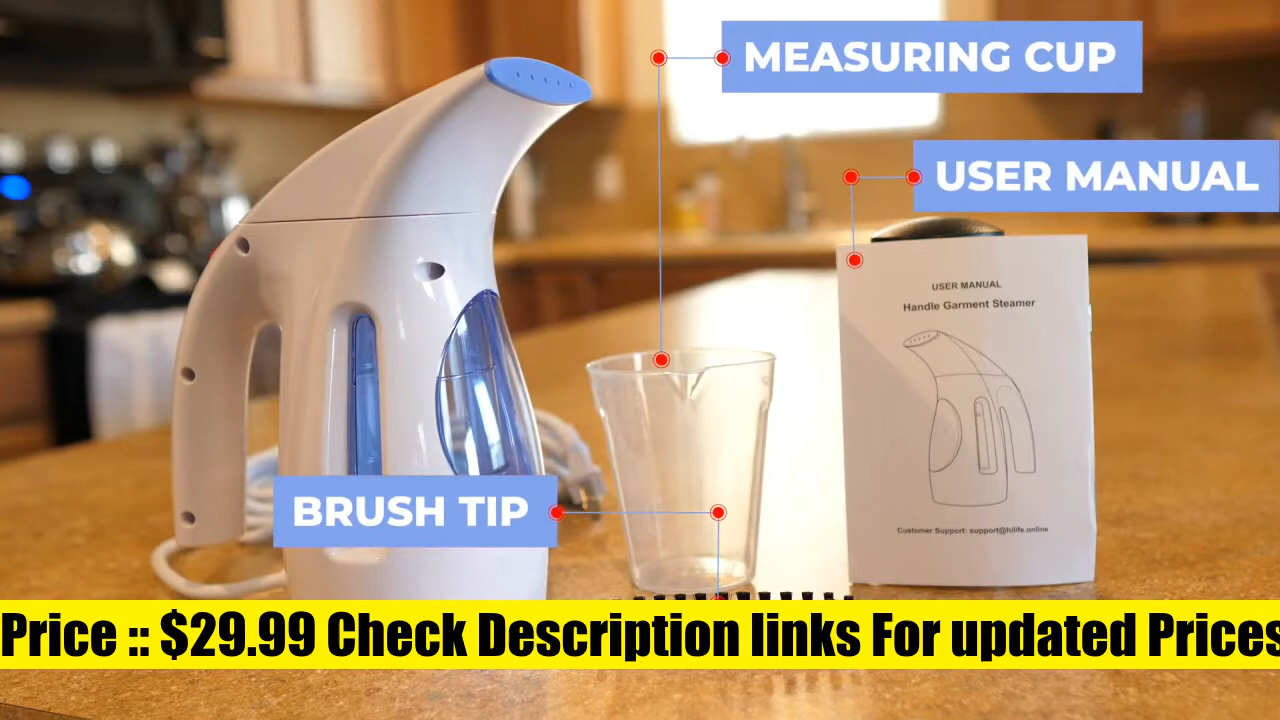 MEASURING CUP
USER MANUAL
USER MANUAL
Handle Garment Steamer
Customer Support: support@hilife.online
BRUSH TIP
Price :: $29.99 Check Description links For updated Prices